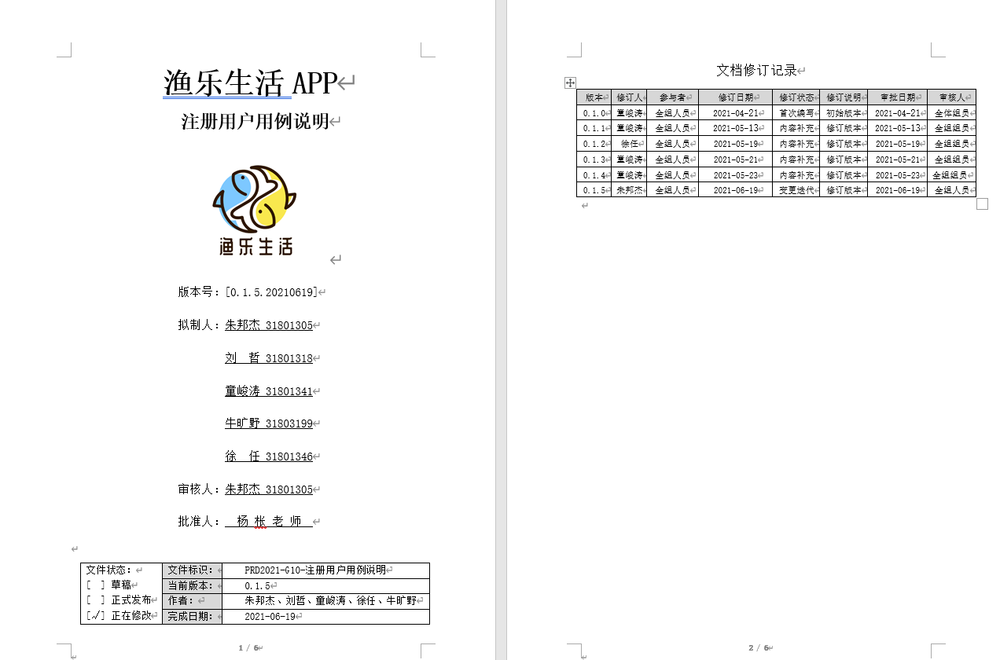 渔乐生活 APP
注册用户用例说明
渔乐生活
版本号：[0.1.5.20210619]
拟制人：朱邦杰 31801305
刘 哲 31801318
童峻涛 31801341
牛旷野 31803199
徐 任 31801346
审核人：朱邦杰 31801305
批准人： 杨 枨 老 师
文件状态： 文件标识： PRD2021-G10-注册用户用例说明
[ ] 草稿 当前版本： 0.1.5
[ ] 正式发布 作者： 朱邦杰、刘哲、童峻涛、徐任、牛旷野
[√] 正在修改 完成日期： 2021-06-19
1 / 6
文档修订记录
版本 修订人 参与者 修订日期 修订状态 修订说明 审批日期 审核人
0.1.0 童峻涛 全组人员 2021-04-21 首次编写 初始版本 2021-04-21 全体组员
0.1.1 童峻涛 全组人员 2021-05-13 内容补充 修订版本 2021-05-13 全组组员
0.1.2 徐任 全组人员 2021-05-19 内容补充 修订版本 2021-05-19 全组组员
0.1.3 童峻涛 全组人员 2021-05-21 内容补充 修订版本 2021-05-21 全组组员
0.1.4 童峻涛 全组人员 2021-05-23 内容补充 修订版本 2021-05-23 全组组员
0.1.5 朱邦杰 全组人员 2021-06-19 变更迭代 修订版本 2021-06-19 全组人员
2 / 6